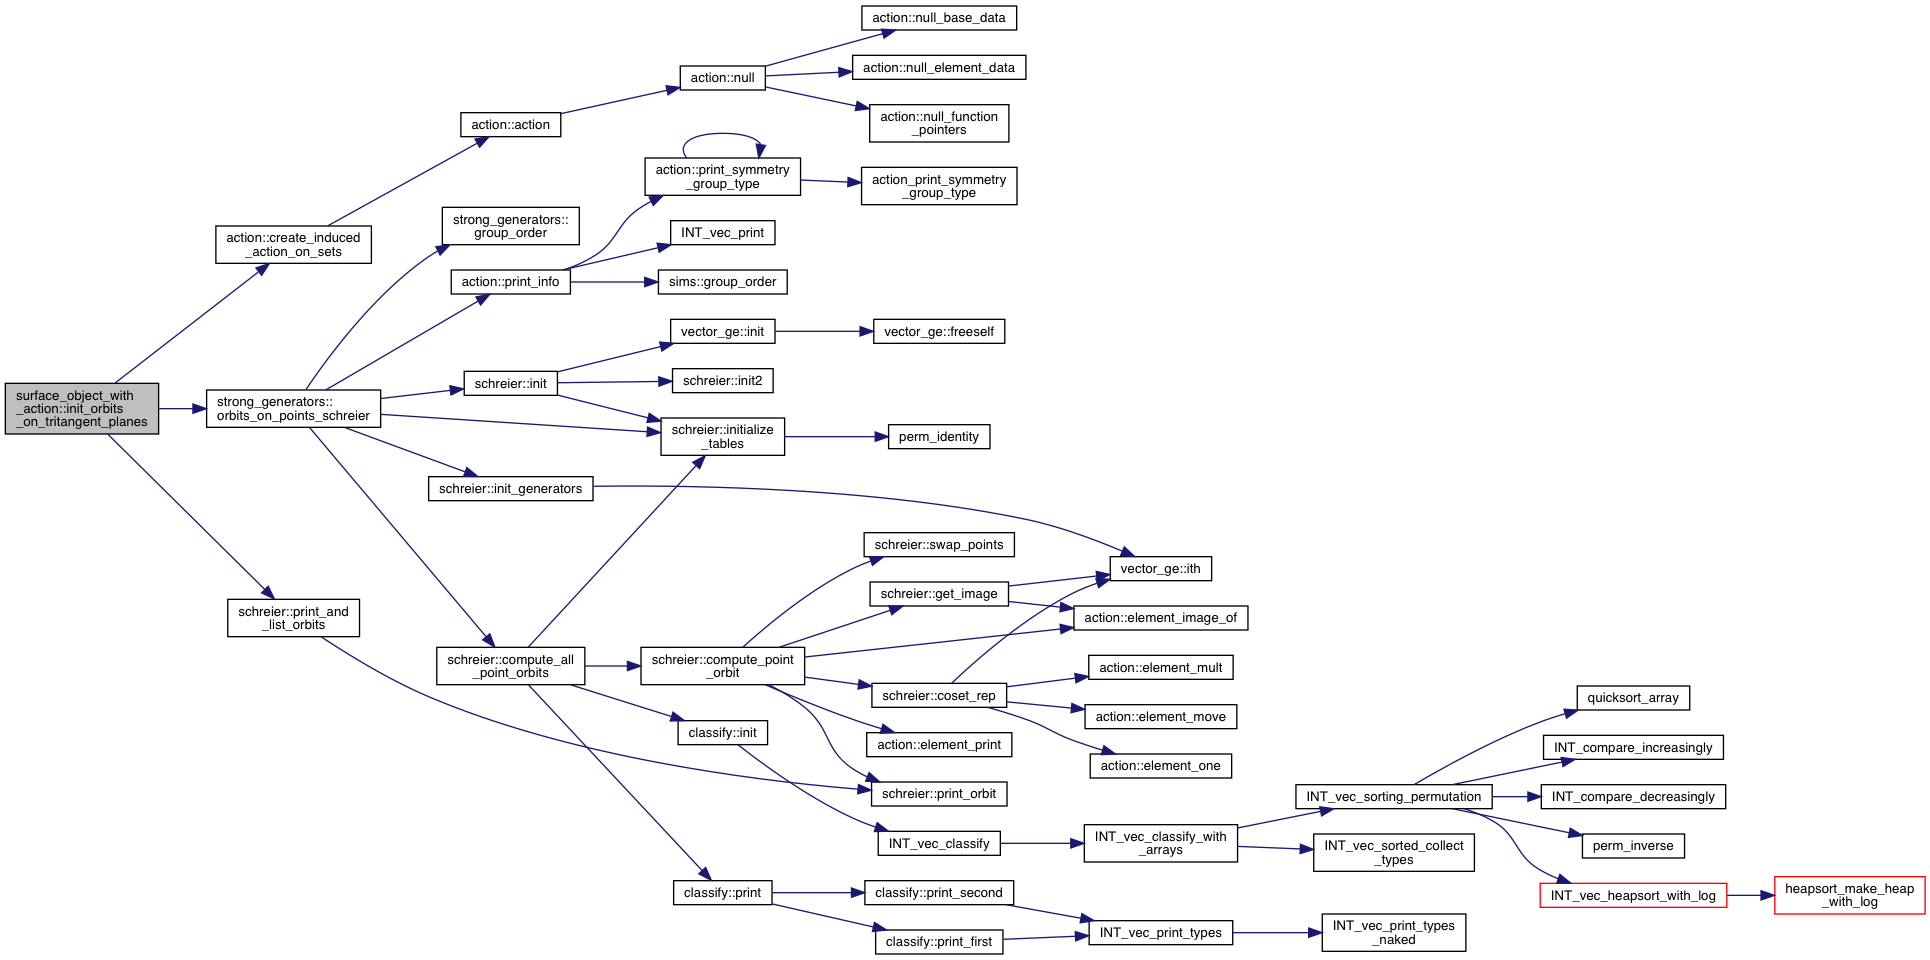 action::null_base_data
action::null_element_data
action::null
action::null_function
_pointers
action::action
action::print_symmetry
_group_type
action_print_symmetry
_group_type
strong_generators::
group_order
INT_vec_print
action::create_induced
_action_on_sets
action::print_info
sims::group_order
vector_ge::init
vector_ge::freeself
schreier::init
schreier::init2
surface_object_with
_action::init_orbits
_on_tritangent_planes
strong_generators::
orbits_on_points_schreier
schreier::initialize
_tables
perm_identity
schreier::init_generators
schreier::swap_points
vector_ge::ith
schreier::get_image
schreier::print_and
_list_orbits
action::element_image_of
schreier::compute_all
_point_orbits
schreier::compute_point
_orbit
action::element_mult
schreier::coset_rep
quicksort_array
action::element_move
classify::init
action::element_print
INT_compare_increasingly
action::element_one
schreier::print_orbit
INT_vec_sorting_permutation
INT_compare_decreasingly
INT_vec_classify
INT_vec_classify_with
_arrays
INT_vec_sorted_collect
_types
perm_inverse
classify::print
classify::print_second
INT_vec_heapsort_with_log
heapsort_make_heap
_with_log
classify::print_first
INT_vec_print_types
INT_vec_print_types
_naked